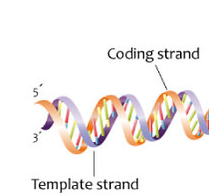 Coding strand
5´
3´
Template strand